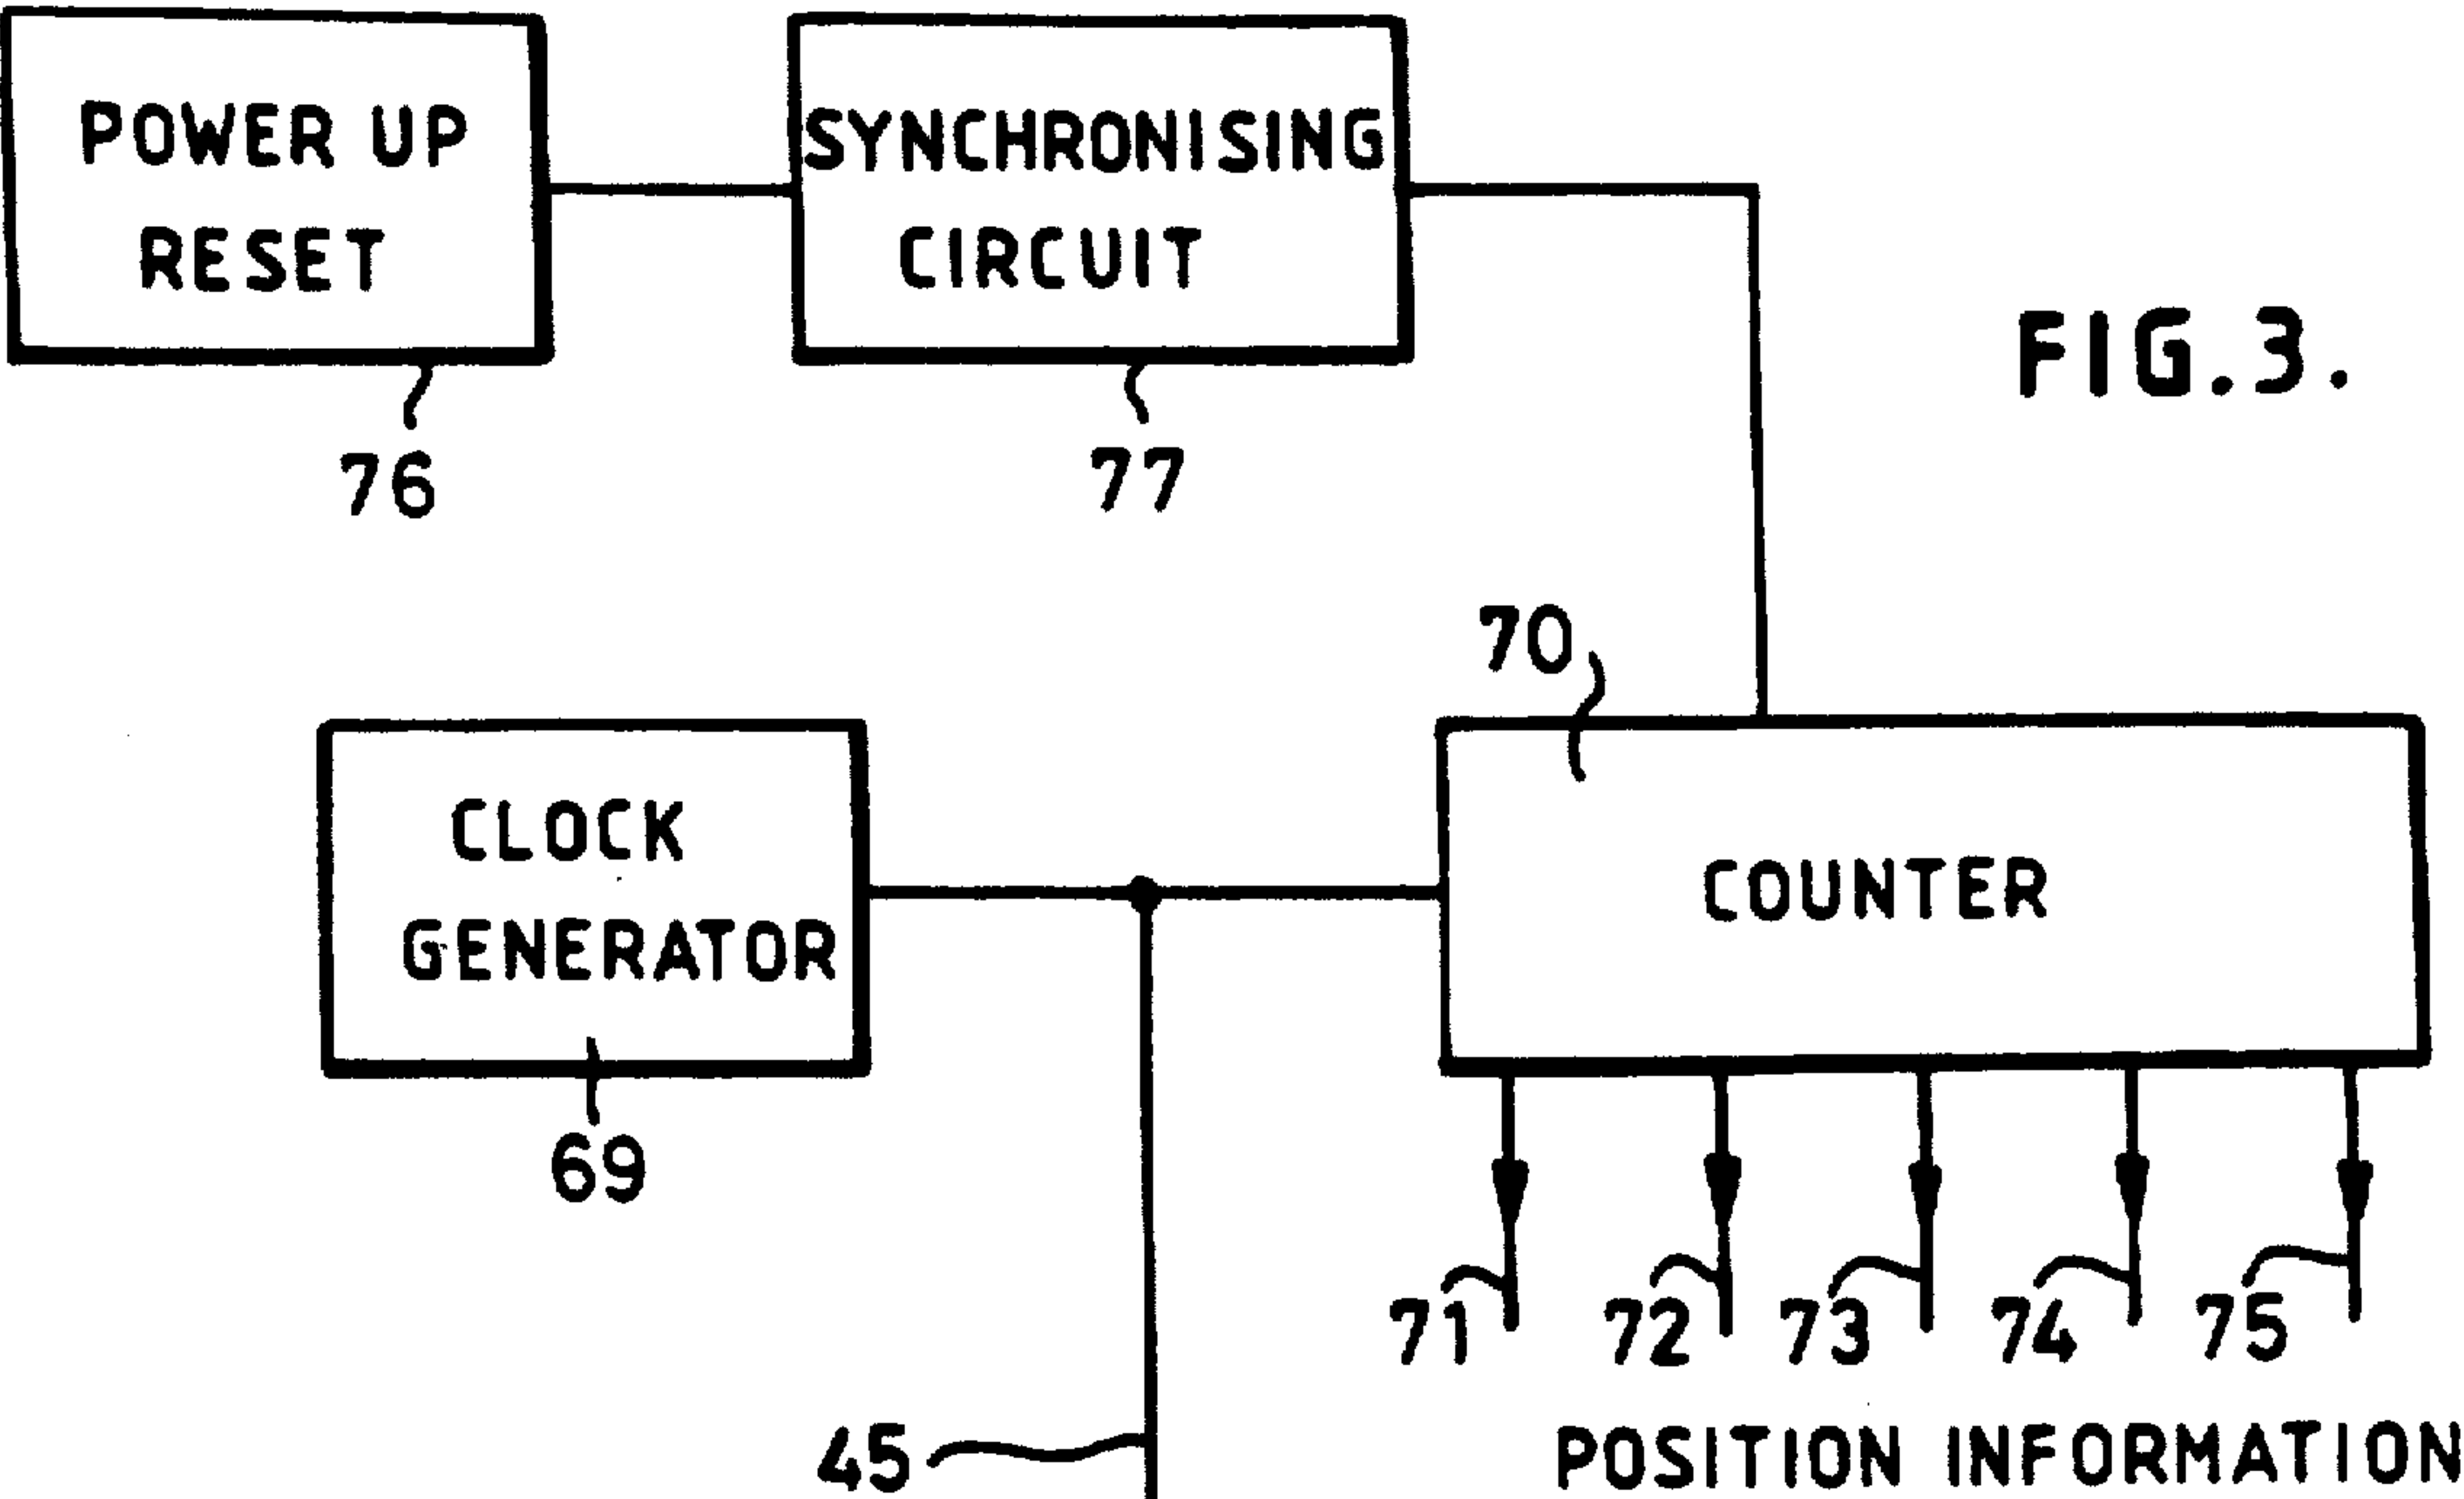 POWER UP
RESET
SYNCHRONISING
CIRCUIT
FIG.3.
76
77
70
CLOCK
GENERATOR
COUNTER
69
71
72
73
74
75
45
POSITION INFORMATION